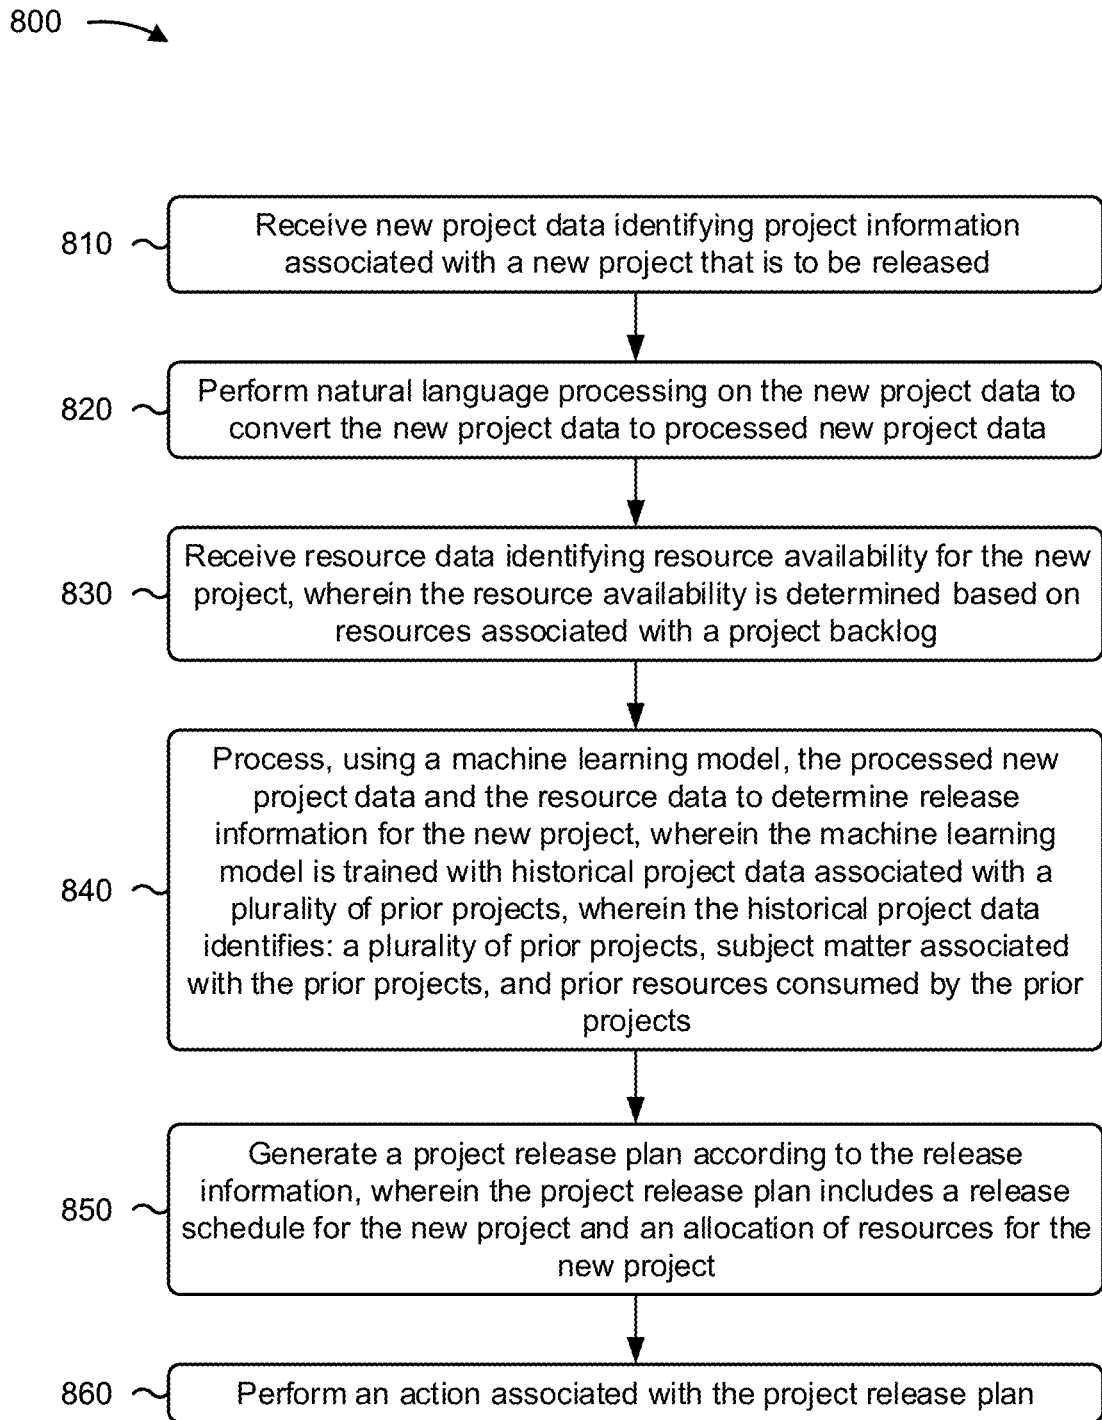 800
810
Receive new project data identifying project information
associated with a new project that is to be released
820
Perform natural language processing on the new project data to
convert the new project data to processed new project data
830
Receive resource data identifying resource availability for the new
project, wherein the resource availability is determined based on
resources associated with a project backlog
840
Process, using a machine learning model, the processed new
project data and the resource data to determine release
information for the new project, wherein the machine learning
model is trained with historical project data associated with a
plurality of prior projects, wherein the historical project data
identifies: a plurality of prior projects, subject matter associated
with the prior projects, and prior resources consumed by the prior
projects
850
Generate a project release plan according to the release
information, wherein the project release plan includes a release
schedule for the new project and an allocation of resources for the
new project
860
Perform an action associated with the project release plan